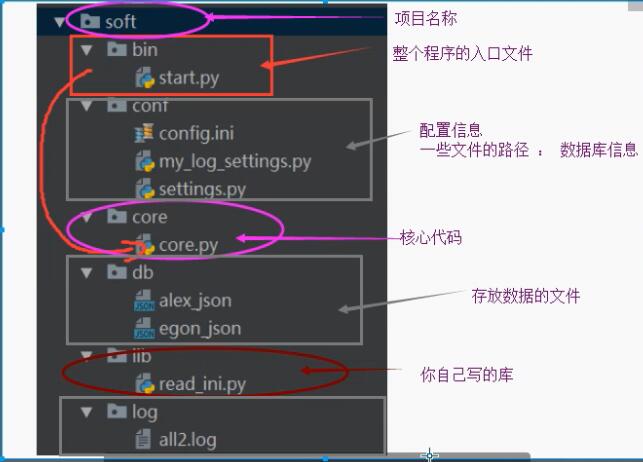 soft
项目名称
bin
整个程序的入口文件
start.py
conf
config.ini
配置信息
my_log_settings.py
一些文件的路径 ： 数据库信息
settings.py
core
core.py
核心代码
db
alex_json
存放数据的文件
egon_json
lib
read_ini.py
你自己写的库
log
all2.log